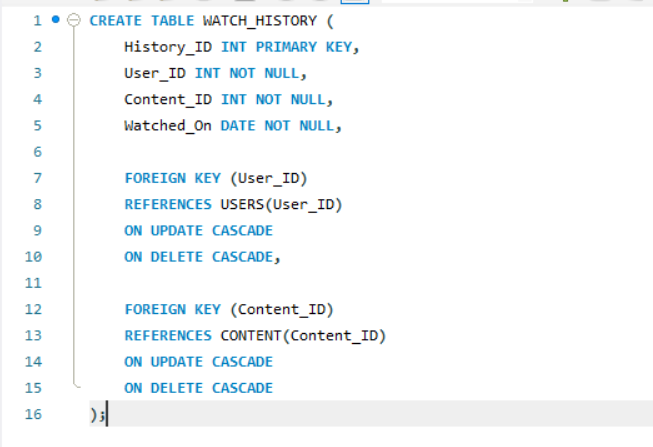 1 CREATE TABLE WATCH_HISTORY (
2 History_ID INT PRIMARY KEY,
3 User_ID INT NOT NULL,
4 Content_ID INT NOT NULL,
5 Watched_On DATE NOT NULL,
6
7 FOREIGN KEY (User_ID)
8 REFERENCES USERS(User_ID)
9 ON UPDATE CASCADE
10 ON DELETE CASCADE,
11
12 FOREIGN KEY (Content_ID)
13 REFERENCES CONTENT(Content_ID)
14 ON UPDATE CASCADE
15 ON DELETE CASCADE
16 );